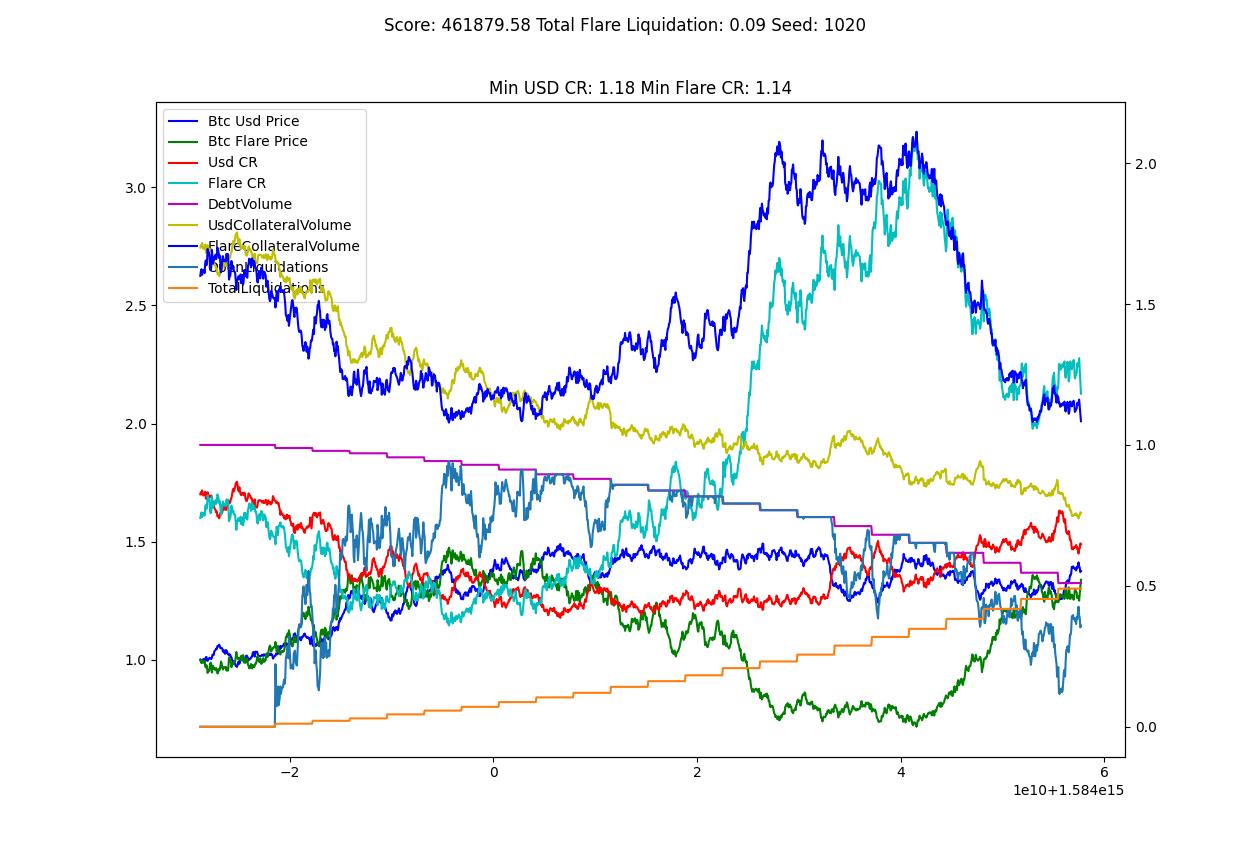 Score: 461879.58 Total Flare Liquidation: 0.09 Seed: 1020
Min USD CR: 1.18 Min Flare CR: 1.14
Btc Usd Price
Btc Flare Price
Usd CR
Flare CR
DebtVolume
UsdCollateralVolume
FlareCollateralVolume
OpenLiquidations
TotalLiquidations
3.0
2.5
2.0
1.5
1.0
2.0
1.5
1.0
0.5
0.0
−2
0
2
4
6
1e10+1.584e15